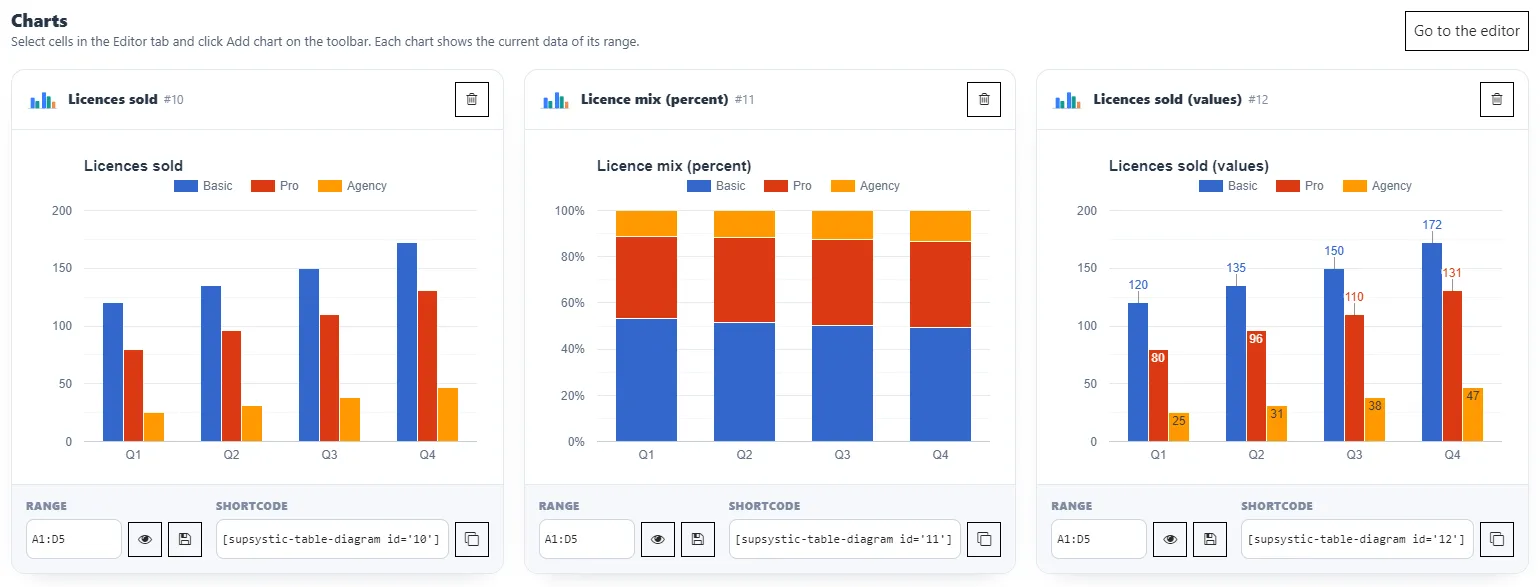 Charts
Select cells in the Editor tab and click Add chart on the toolbar. Each chart shows the current data of its range.
Go to the editor
Licences sold #10
Licences sold
Basic Pro Agency
200
150
100
50
0
Q1 Q2 Q3 Q4
RANGE SHORTCODE
A1:D5 [supsystic-table-diagram id='10']
Licence mix (percent) #11
Licence mix (percent)
Basic Pro Agency
100%
80%
60%
40%
20%
0%
Q1 Q2 Q3 Q4
RANGE SHORTCODE
A1:D5 [supsystic-table-diagram id='11']
Licences sold (values) #12
Licences sold (values)
Basic Pro Agency
200
150
100
50
0
120 80 25
135 96 31
150 110 38
172 131 47
Q1 Q2 Q3 Q4
RANGE SHORTCODE
A1:D5 [supsystic-table-diagram id='12']